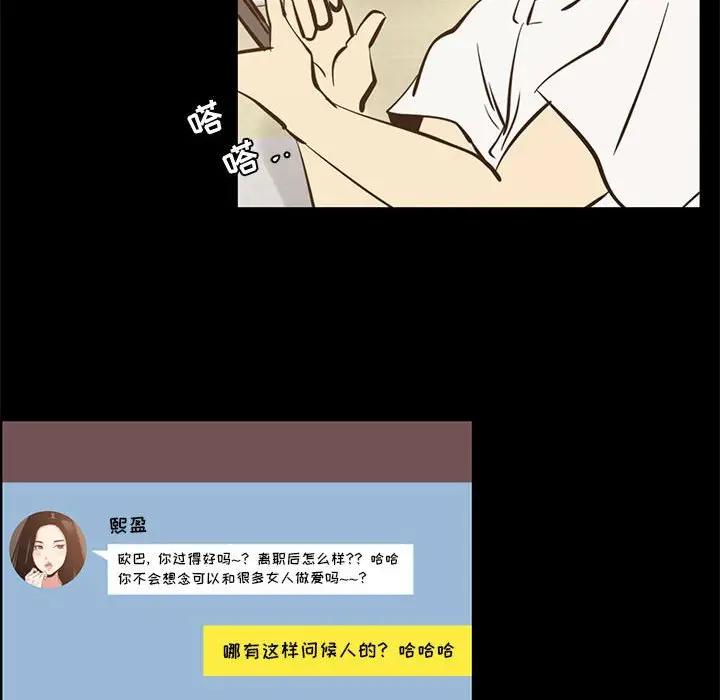 嗒
嗒..
熙盈
欧巴, 你过得好吗~? 离职后怎么样?? 哈哈
你不会想念可以和很多女人做爱吗~~?
哪有这样问候人的? 哈哈哈